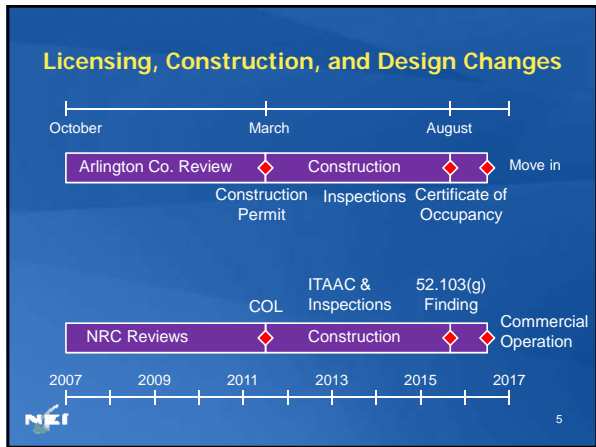 Licensing, Construction, and Design Changes
October March August
Arlington Co. Review Construction Move in
Construction Inspections Certificate of
Permit Occupancy
ITAAC & 52.103(g)
COL Inspections Finding
Commercial
NRC Reviews Construction Operation
2007 2009 2011 2013 2015 2017
NEI 5